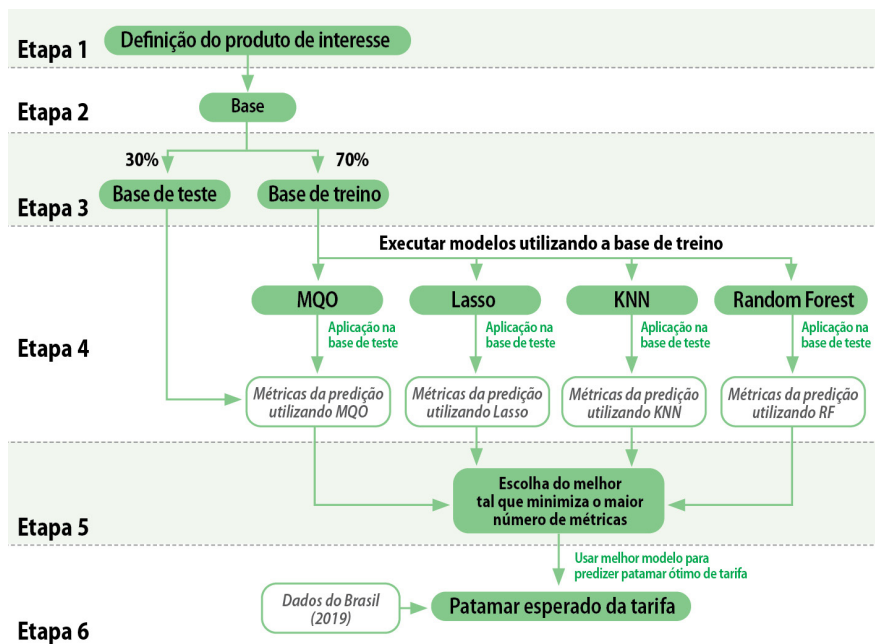 Etapa 1
Definição do produto de interesse
Etapa 2
Base
30%
70%
Etapa 3
Base de teste
Base de treino
Executar modelos utilizando a base de treino
MQO
Lasso
KNN
Random Forest
Etapa 4
Aplicação na
base de teste
Aplicação na
base de teste
Aplicação na
base de teste
Aplicação na
base de teste
Métricas da predição
utilizando MQO
Métricas da predição
utilizando Lasso
Métricas da predição
utilizando KNN
Métricas da predição
utilizando RF
Etapa 5
Escolha do melhor
tal que minimiza o maior
número de métricas
Usar melhor modelo para
predizer patamar ótimo de tarifa
Etapa 6
Dados do Brasil
(2019)
Patamar esperado da tarifa